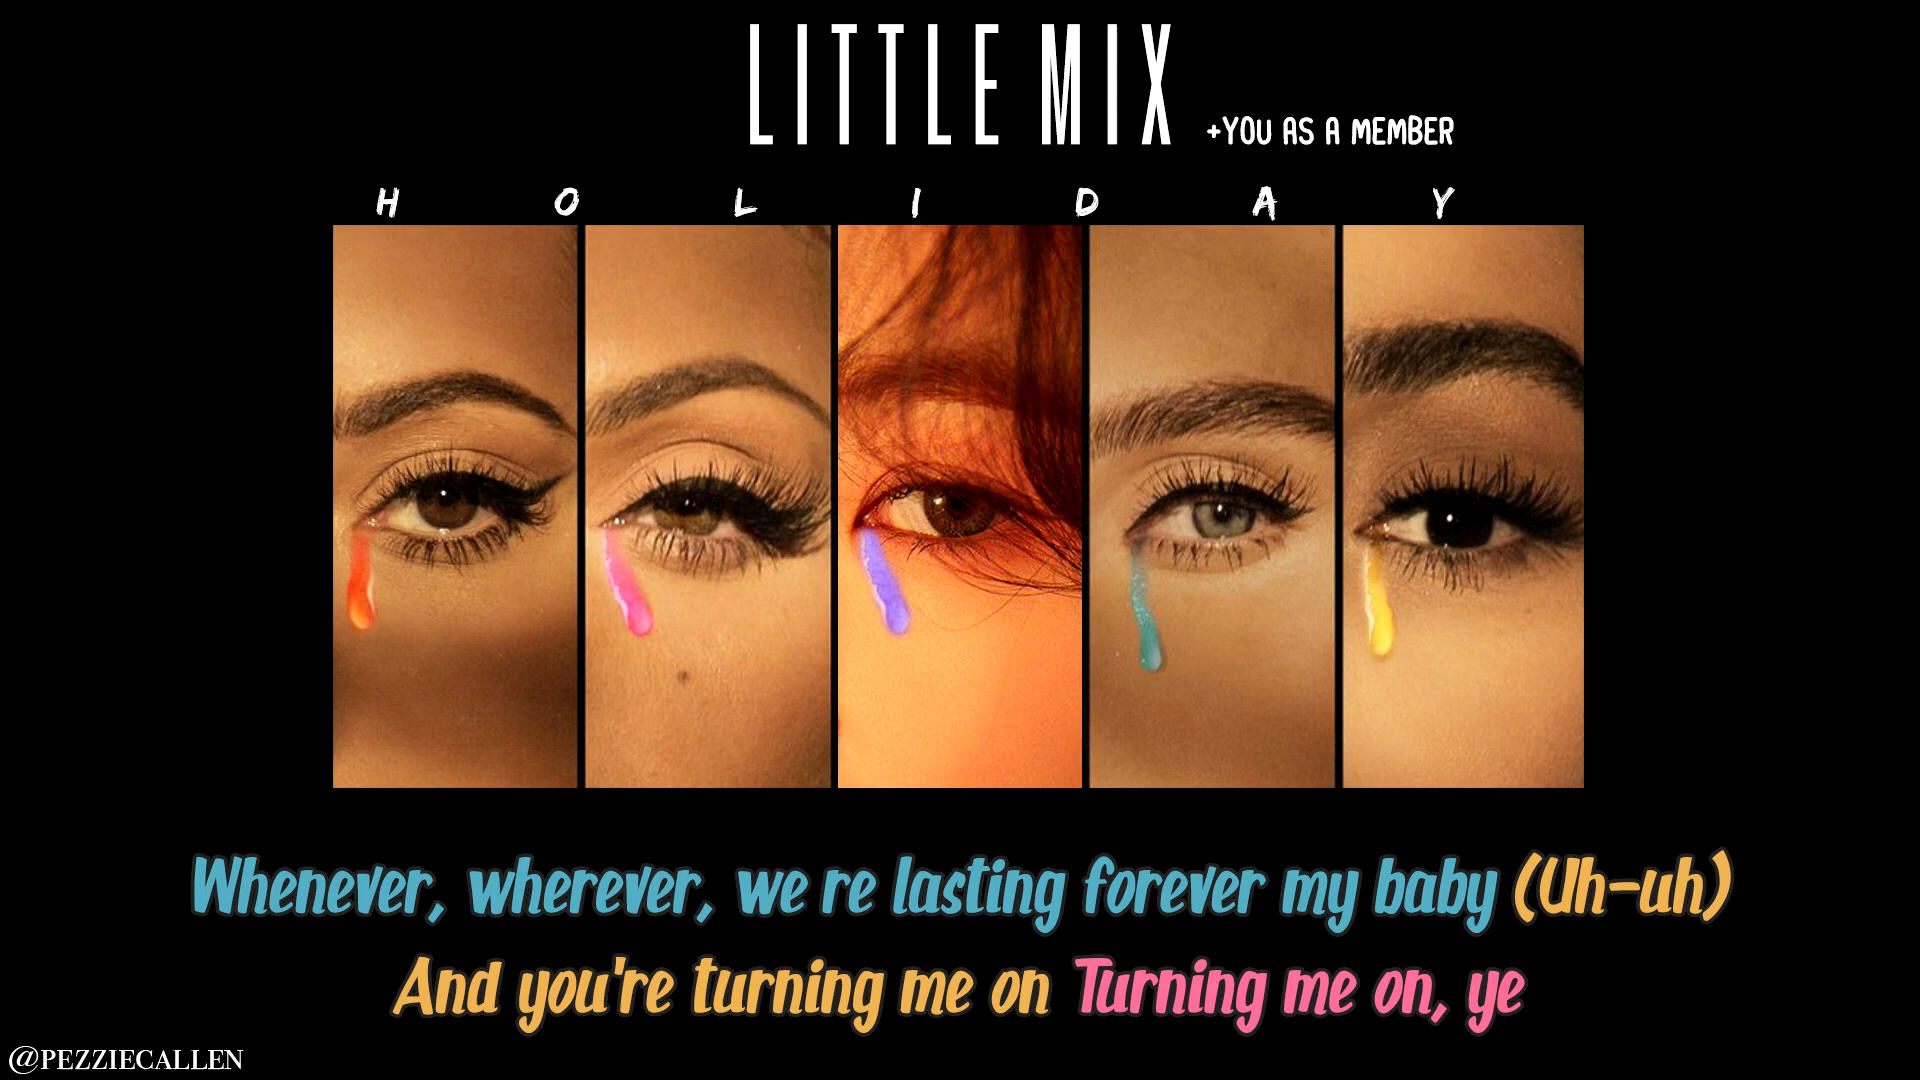 LITTLE MIX +YOU AS A MEMBER
HOLIDAY
Whenever, wherever, we re lasting forever my baby (Uh-uh)
And you're turning me on Turning me on, ye
@PEZZIECALLEN